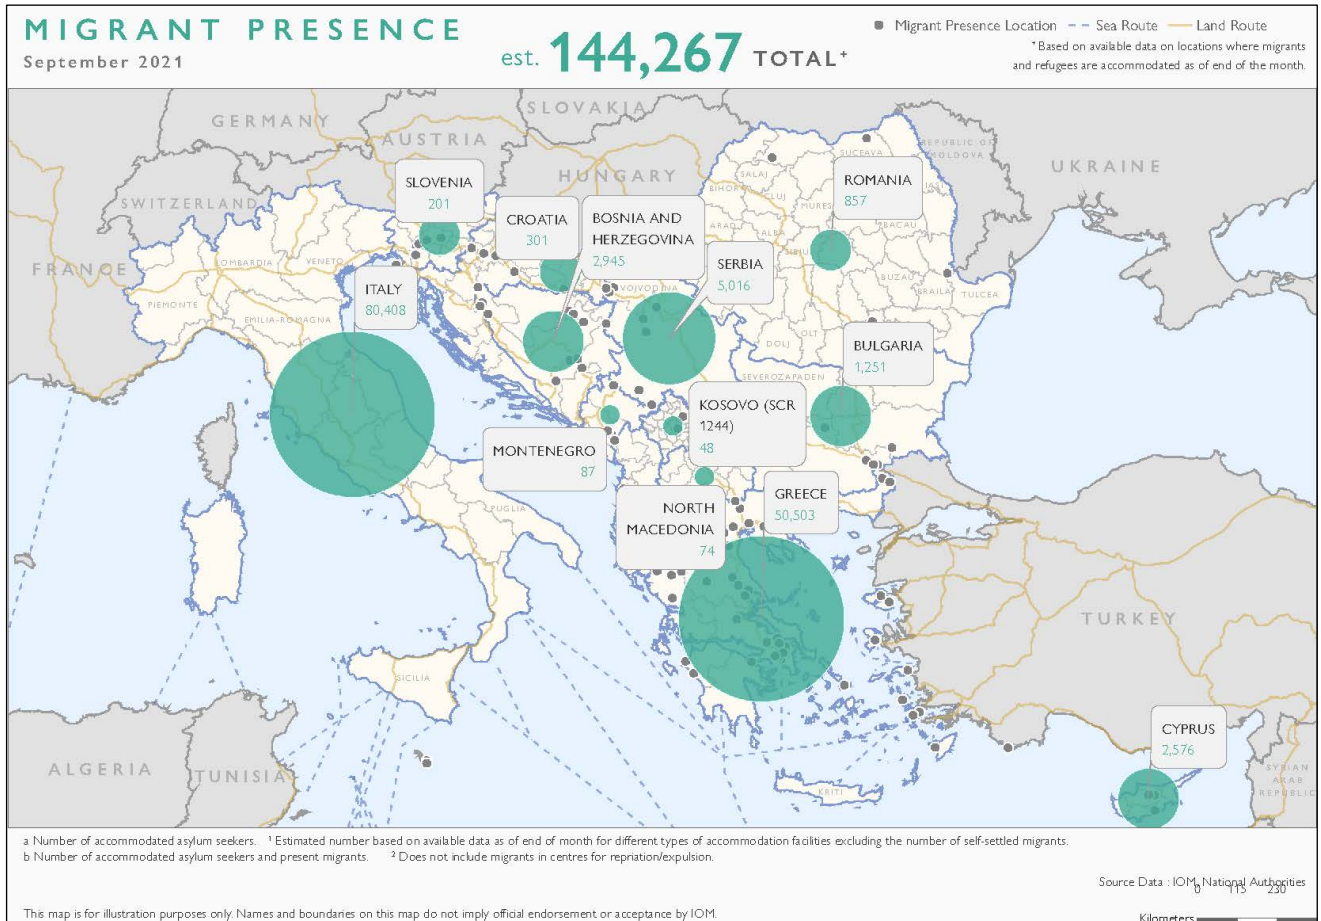 MIGRANT PRESENCE
September 2021
est. 144,267 TOTAL+
Migrant Presence Location
Sea Route
Land Route
+Based on available data on locations where migrants
and refugees are accommodated as of end of the month.
SLOVAKIA
GERMANY
AUSTRIA
REPUBLIC OF
MOLDOVA
SUCEAVA
UKRAINE
HUNGARY
SALAJ
BIHOR
CLUJ
MURES
IASI
ROMANIA
857
SLOVENIA
201
SWITZERLAND
CROATIA
301
BOSNIA AND
HERZEGOVINA
2,945
ARAD
ALBA
BACAU
SIBIU
SERBIA
5,016
FRANCE
LOMBARDIA
VENETO
ITALY
80,408
VOJVODINA
BUZAU
BRAILA
TULCEA
PIEMONTE
EMILIA-ROMAGNA
OLT
DOLJ
BULGARIA
1,251
SEVEROZAPADEN
KOSOVO (SCR
1244)
48
MONTENEGRO
87
GREECE
50,503
NORTH
MACEDONIA
74
PUGLIA
TURKEY
SICILIA
CYPRUS
2,576
ALGERIA
TUNISIA
SYRIAN
ARAB
REPUBLIC
KRITI
a Number of accommodated asylum seekers. 1 Estimated number based on available data as of end of month for different types of accommodation facilities excluding the number of self-settled migrants.
b Number of accommodated asylum seekers and present migrants. 2 Does not include migrants in centres for repriation/expulsion.
Source Data : IOM, National Authorities
0 115 230
This map is for illustration purposes only. Names and boundaries on this map do not imply official endorsement or acceptance by IOM.
Kilometers